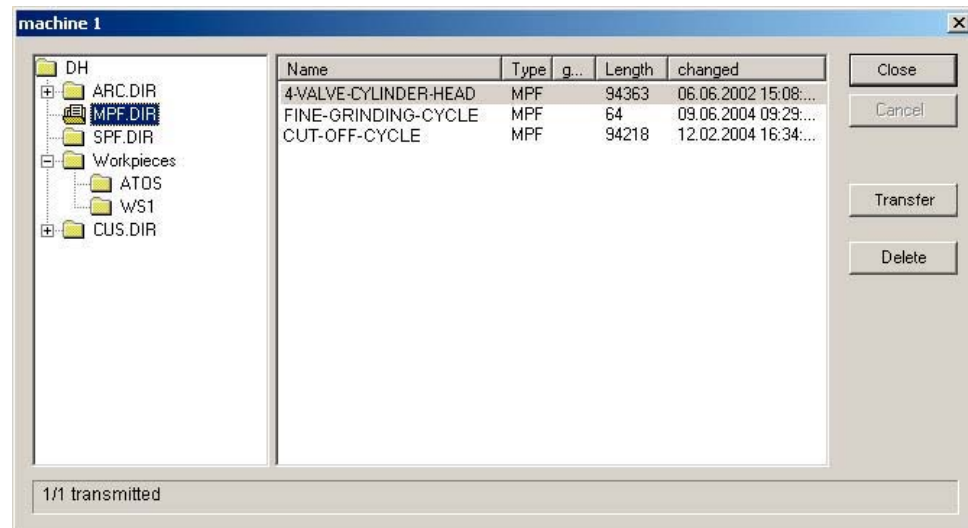 machine 1
DH
ARC.DIR
MPF.DIR
SPF.DIR
Workpieces
ATOS
WS1
CUS.DIR
Name Type g... Length changed
4-VALVE-CYLINDER-HEAD MPF 94363 06.06.2002 15:08:...
FINE-GRINDING-CYCLE MPF 64 09.06.2004 09:29:...
CUT-OFF-CYCLE MPF 94218 12.02.2004 16:34:...
Close
Cancel
Transfer
Delete
1/1 transmitted